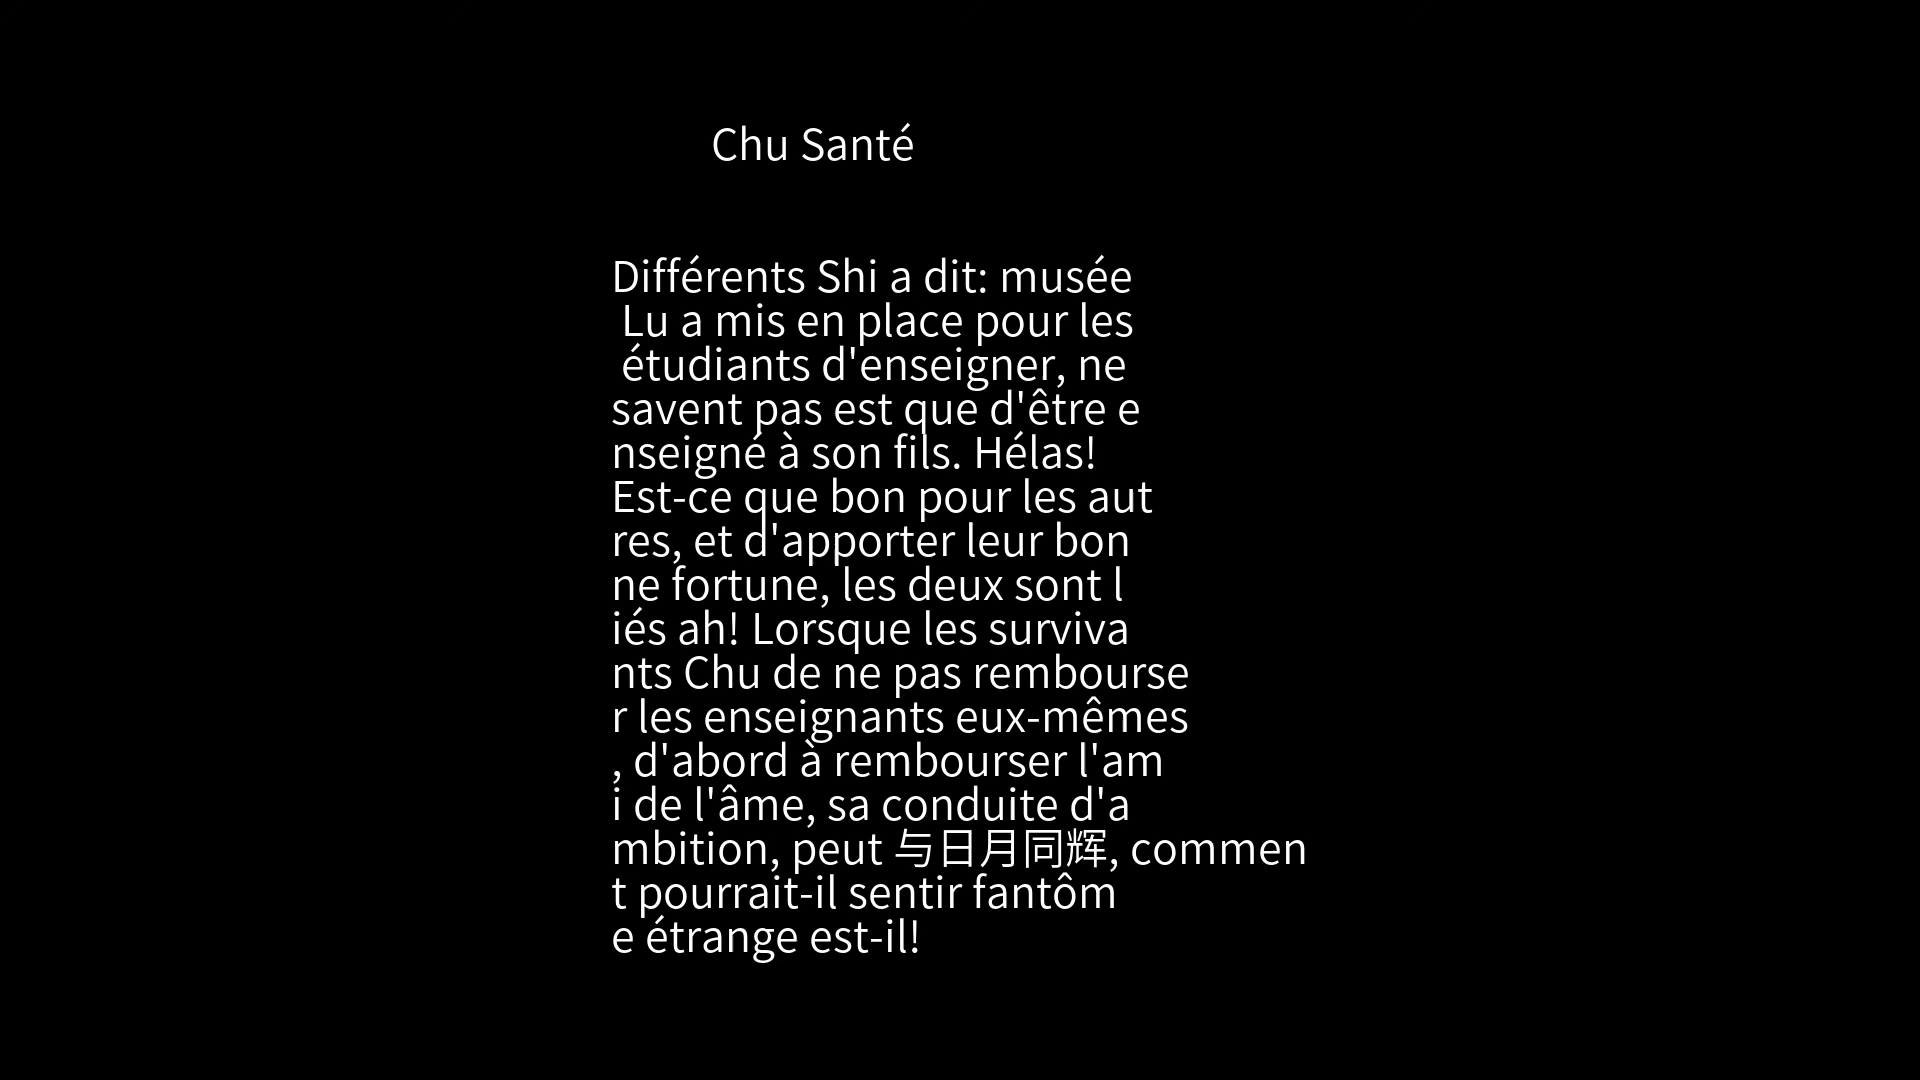 Chu Santé
Différents Shi a dit: musée
Lu a mis en place pour les
étudiants d'enseigner, ne
savent pas est que d'être e
nseigné à son fils. Hélas!
Est-ce que bon pour les aut
res, et d'apporter leur bon
ne fortune, les deux sont l
iés ah! Lorsque les surviva
nts Chu de ne pas rembourse
r les enseignants eux-mêmes
, d'abord à rembourser l'am
i de l'âme, sa conduite d'a
mbition, peut 与日月同辉, commen
t pourrait-il sentir fantôm
e étrange est-il!